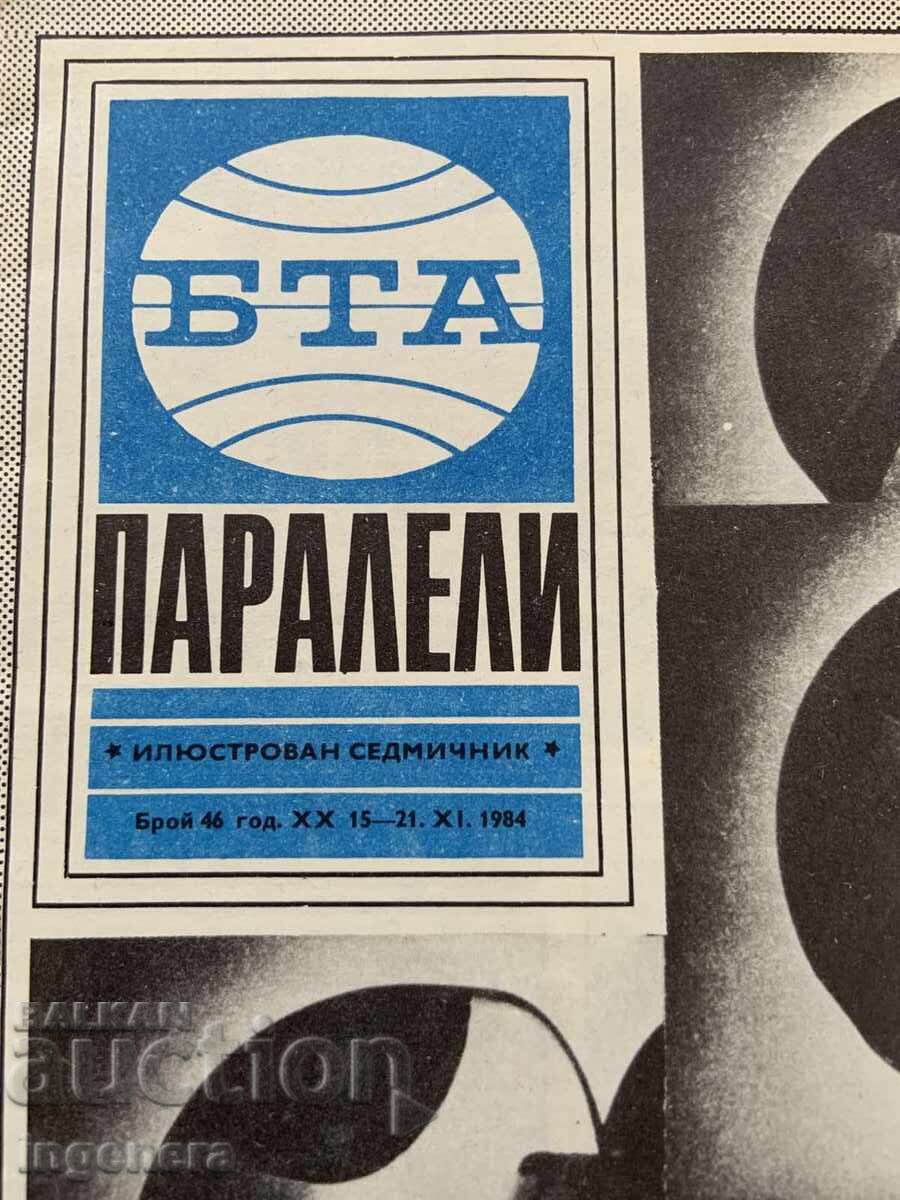 БТА
ПАРАЛЕЛИ
★ ИЛЮСТРОВАН СЕДМИЧНИК ★
Брой 46 год. XX 15—21. XI. 1984
BALKAN
auction
ingenera